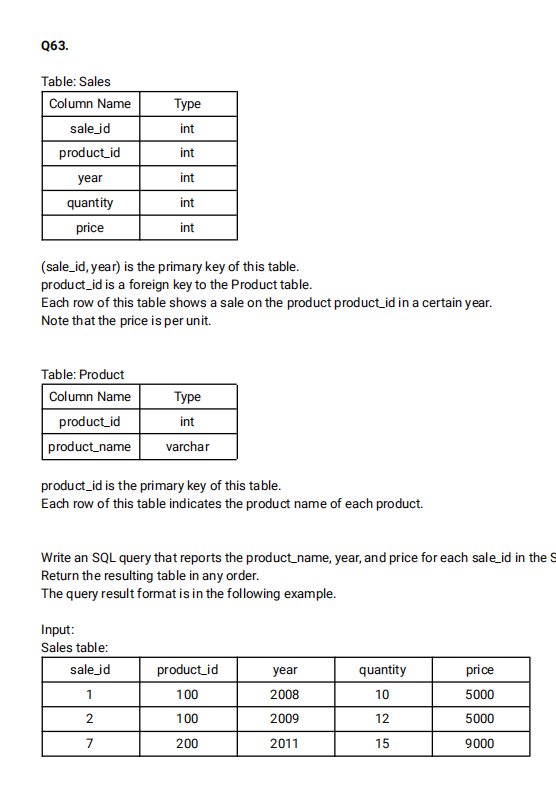 Q63.
Table: Sales
Column Name Type
sale_id int
product_id int
year int
quantity int
price int
(sale_id, year) is the primary key of this table.
product_id is a foreign key to the Product table.
Each row of this table shows a sale on the product product_id in a certain year.
Note that the price is per unit.
Table: Product
Column Name Type
product_id int
product_name varchar
product_id is the primary key of this table.
Each row of this table indicates the product name of each product.
Write an SQL query that reports the product_name, year, and price for each sale_id in the
Return the resulting table in any order.
The query result format is in the following example.
Input:
Sales table:
sale_id product_id year quantity price
1 100 2008 10 5000
2 100 2009 12 5000
7 200 2011 15 9000